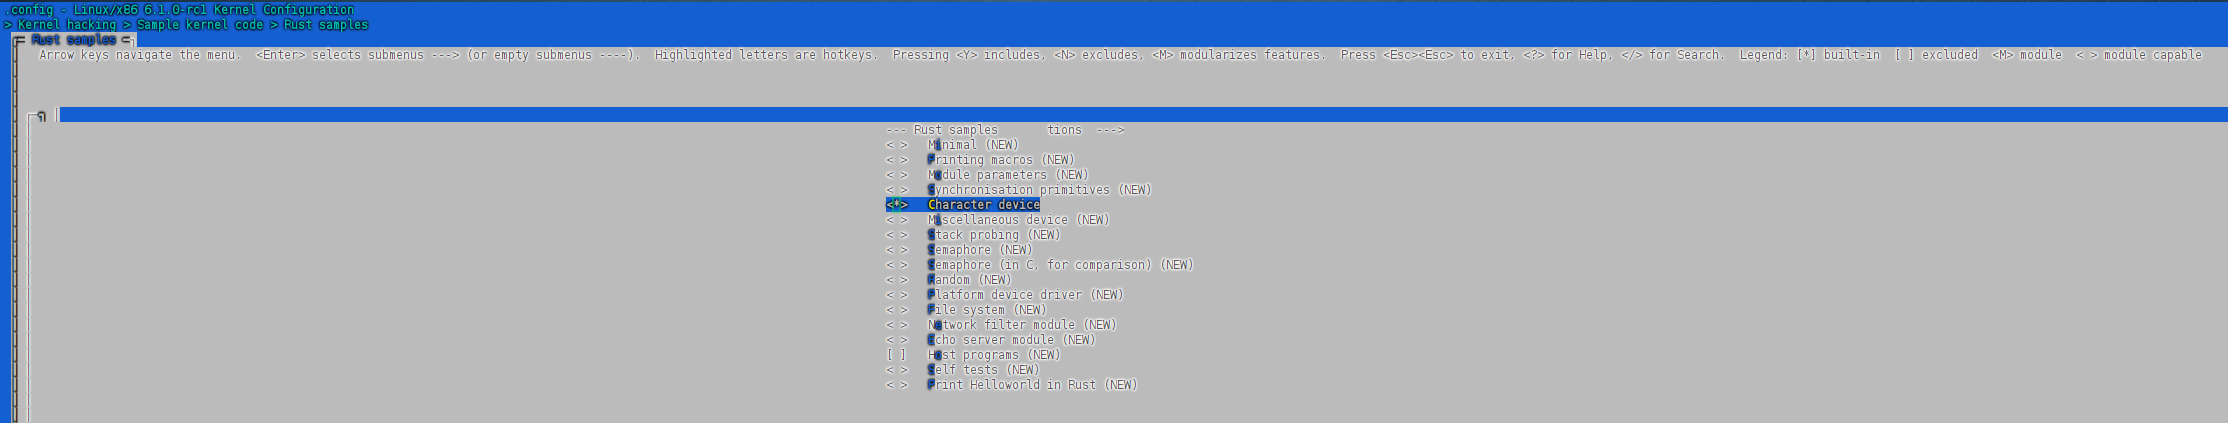 .config - Linux/x86 6.1.0-rc1 Kernel Configuration
> Kernel hacking > Sample kernel code > Rust samples
Rust samples
Arrow keys navigate the menu.  <Enter> selects submenus ---> (or empty submenus ----).  Highlighted letters are hotkeys.  Pressing <Y> includes, <N> excludes, <M> modularizes features.  Press <Esc><Esc> to exit, <?> for Help, </> for Search.  Legend: [*] built-in  [ ] excluded  <M> module  < > module capable
--- Rust samples       tions  --->
< >   Minimal (NEW)
< >   Printing macros (NEW)
< >   Module parameters (NEW)
< >   Synchronisation primitives (NEW)
<*>   Character device
< >   Miscellaneous device (NEW)
< >   Stack probing (NEW)
< >   Semaphore (NEW)
< >   Semaphore (in C, for comparison) (NEW)
< >   Random (NEW)
< >   Platform device driver (NEW)
< >   File system (NEW)
< >   Network filter module (NEW)
< >   Echo server module (NEW)
[ ]   Host programs (NEW)
< >   Self tests (NEW)
< >   Print Helloworld in Rust (NEW)